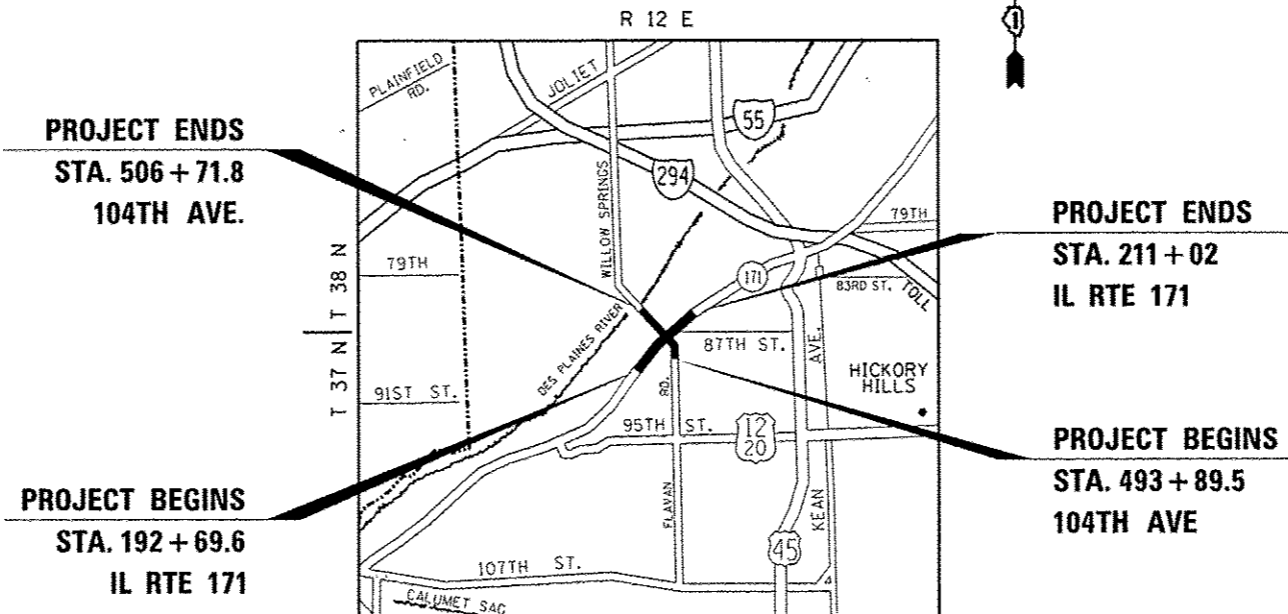 R 12 E
1
PLAINFIELD
RD.
JOLIET
55
WILLOW SPRINGS
294
PROJECT ENDS
STA. 506+71.8
104TH AVE.
79TH
PROJECT ENDS
STA. 211+02
IL RTE 171
T 38 N
79TH
171
83RD ST.
TOLL
DES PLAINES RIVER
87TH ST.
AVE.
T 37 N
HICKORY
HILLS
91ST ST.
RD.
95TH ST.
12
20
PROJECT BEGINS
STA. 493+89.5
104TH AVE
PROJECT BEGINS
STA. 192+69.6
IL RTE 171
FLAVAN
KEAN
45
107TH ST.
CALUMET SAG